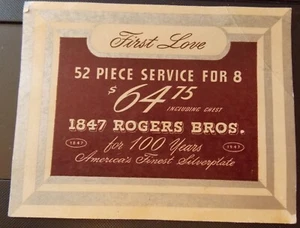 First Love
52 PIECE SERVICE FOR 8
$64.75
INCLUDING CHEST
1847 ROGERS BROS.
1847 for 100 Years 1947
America's Finest Silverplate